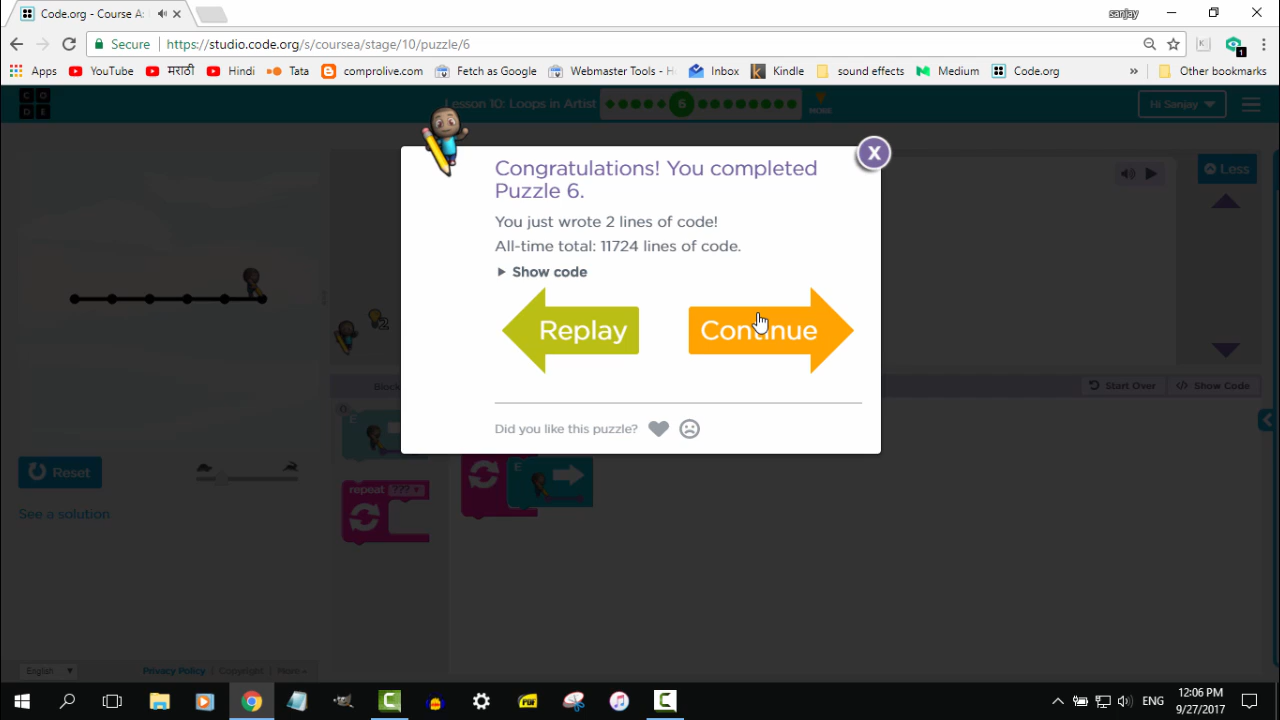 Code.org - Course A:
sanjay
Secure
https://studio.code.org/s/coursea/stage/10/puzzle/6
Apps YouTube मराठी Hindi Tata comprolive.com Fetch as Google Webmaster Tools - H Inbox Kindle sound effects Medium Code.org » Other bookmarks
C O
D E
Lesson 10: Loops in Artist
6
MORE
Hi Sanjay
Less
Congratulations! You completed
Puzzle 6.
You just wrote 2 lines of code!
All-time total: 11724 lines of code.
Show code
Replay
Continue
X
2
Did you like this puzzle?
Bloc
Start Over
Show Code
E
Reset
E
repeat ???
See a solution
English
Privacy Policy
Copyright
More
12:06 PM
ENG
9/27/2017